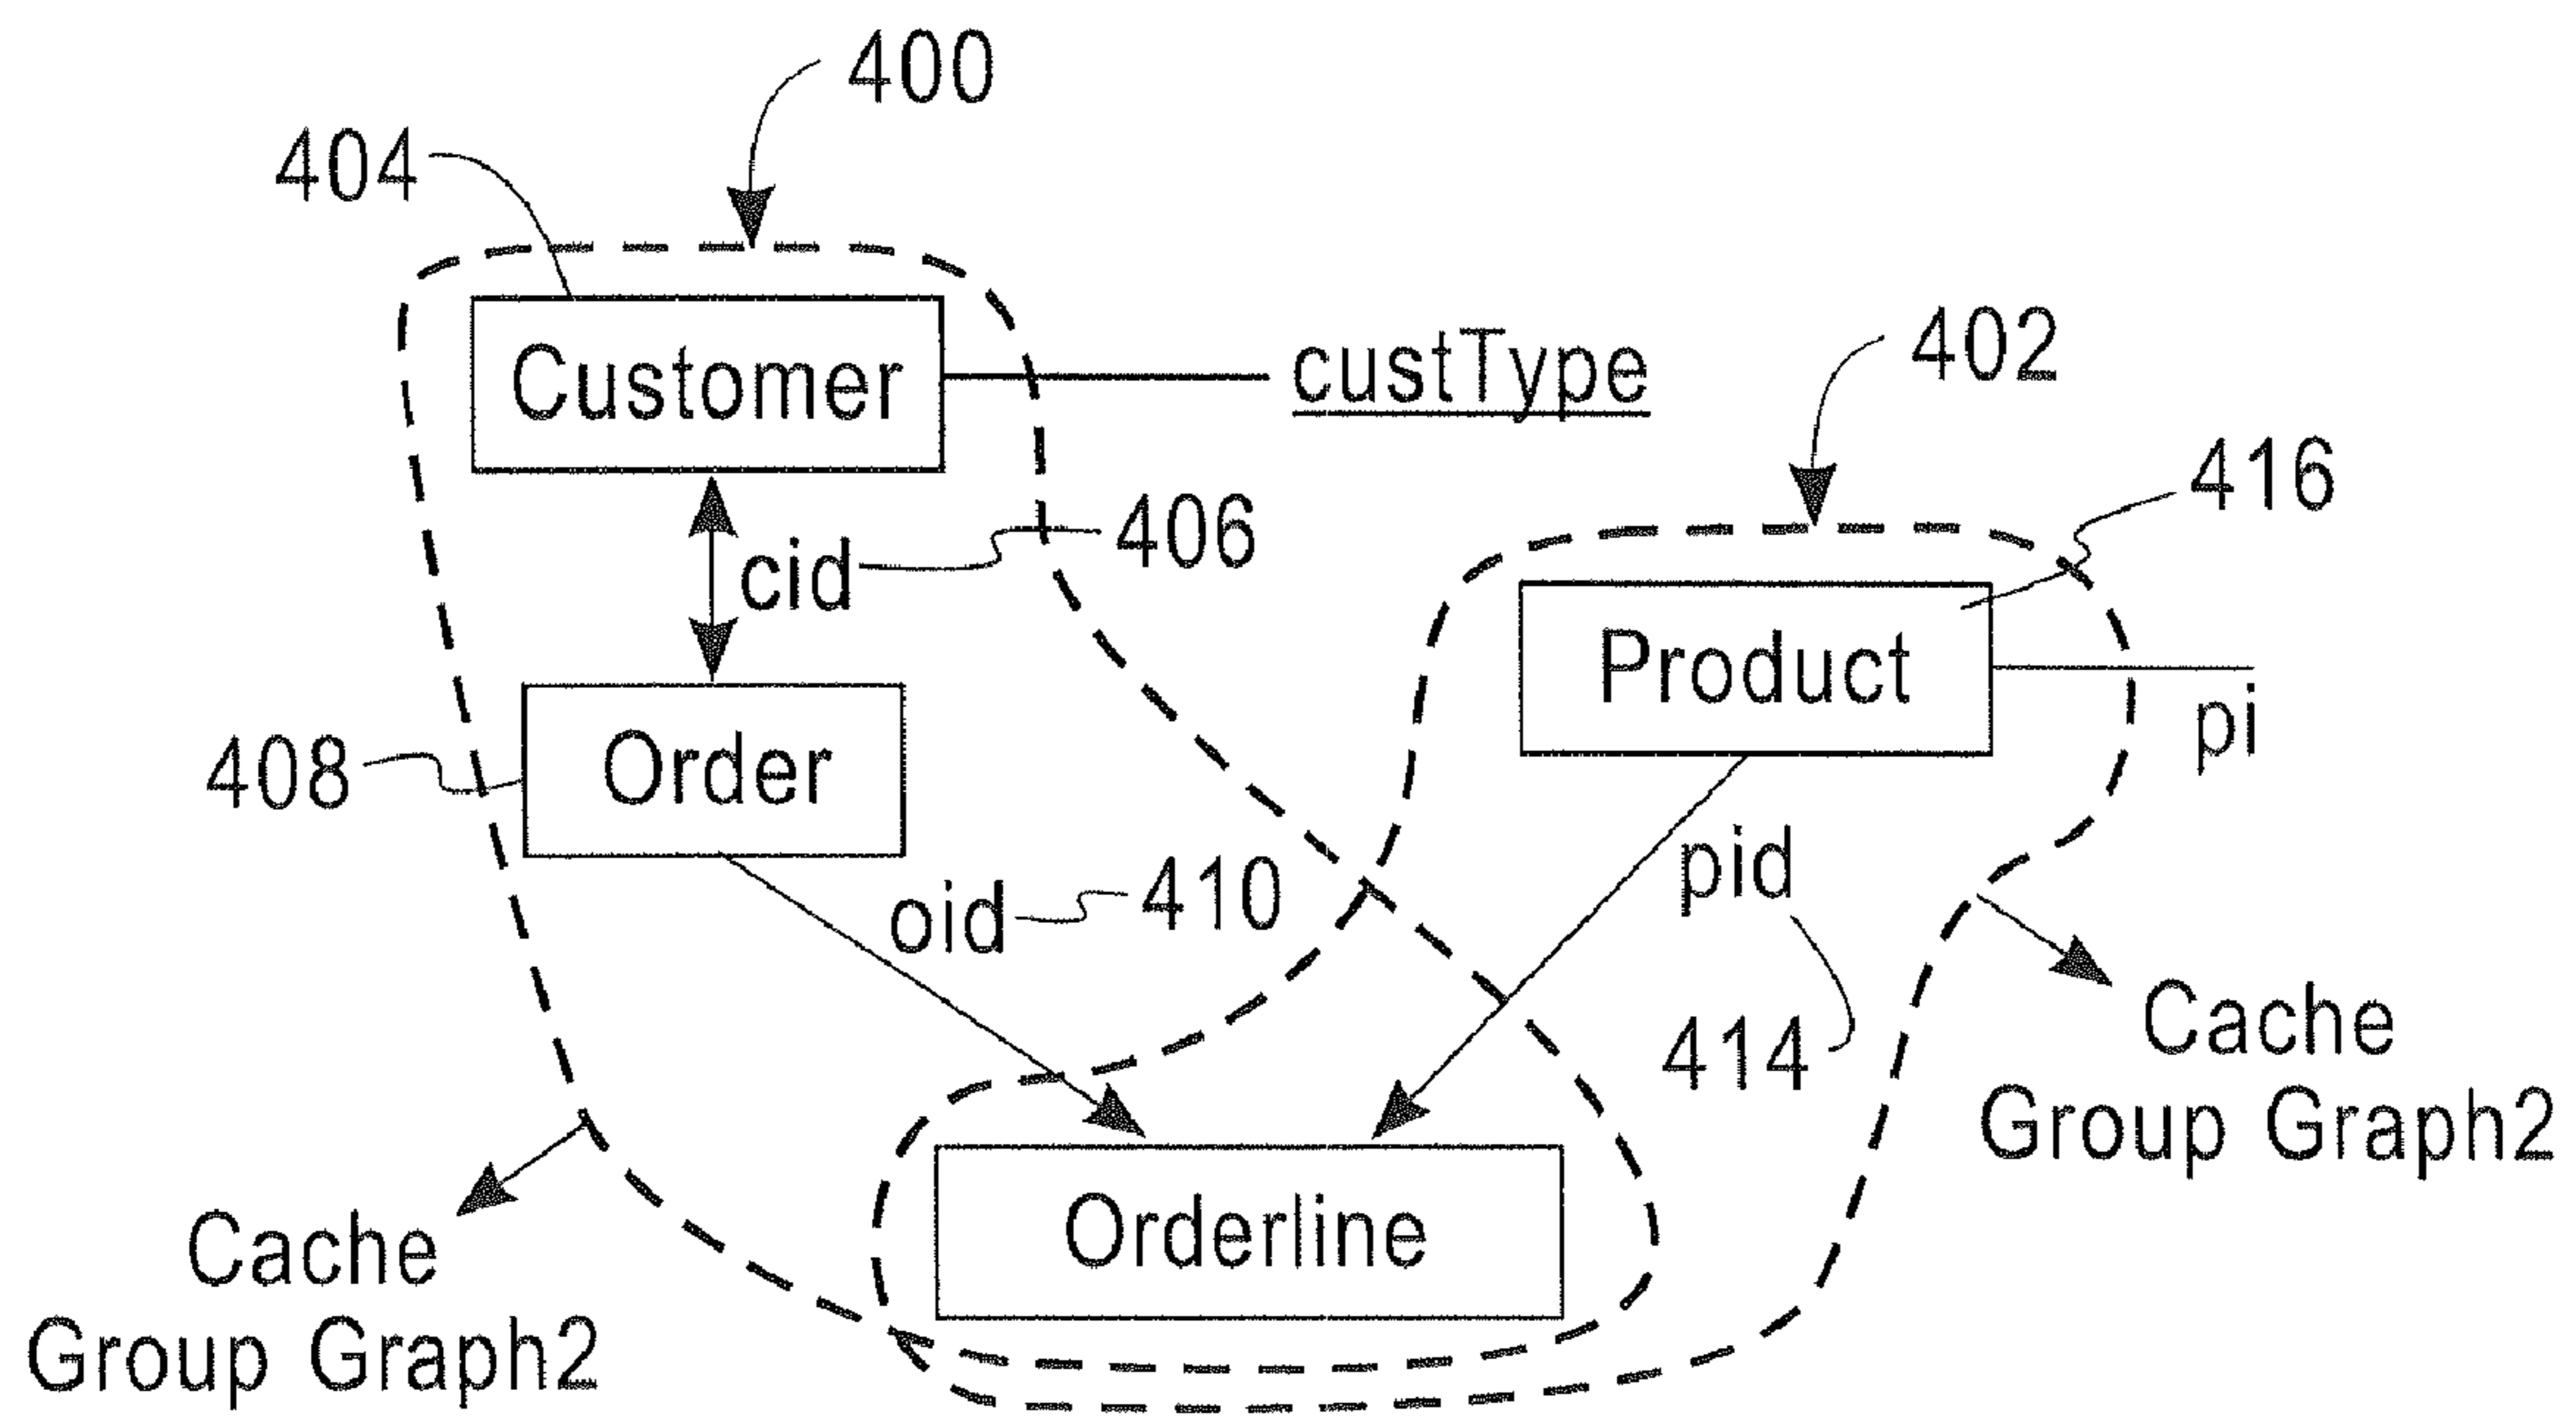 400
404
Customer
custType
402
416
406
cid
Product
pi
408
Order
pid
410
oid
414
Cache
Group Graph2
Orderline
Cache
Group Graph2